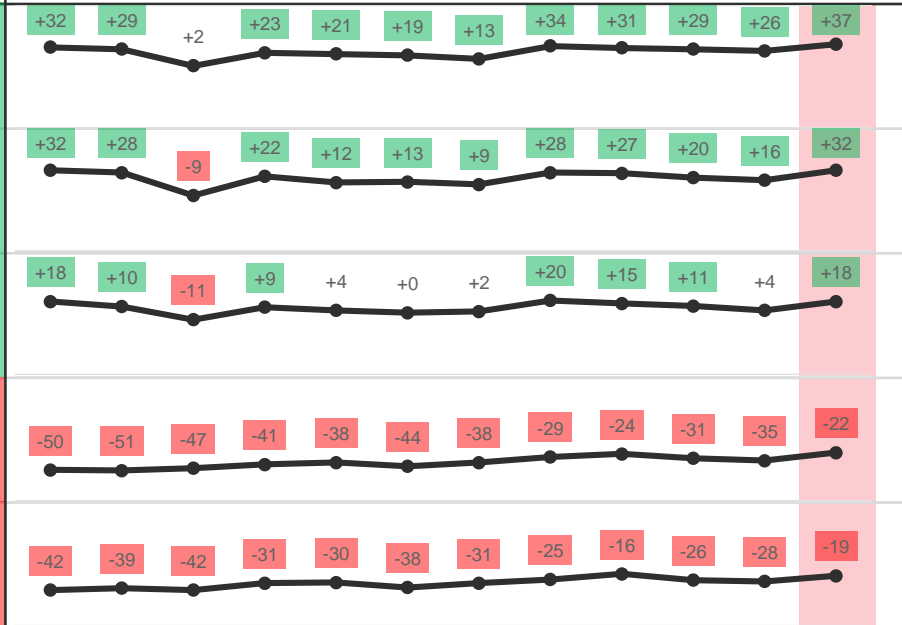 +32 +29 +2 +23 +21 +19 +13 +34 +31 +29 +26 +37
+32 +28 -9 +22 +12 +13 +9 +28 +27 +20 +16 +32
+18 +10 -11 +9 +4 +0 +2 +20 +15 +11 +4 +18
-50 -51 -47 -41 -38 -44 -38 -29 -24 -31 -35 -22
-42 -39 -42 -31 -30 -38 -31 -25 -16 -26 -28 -19